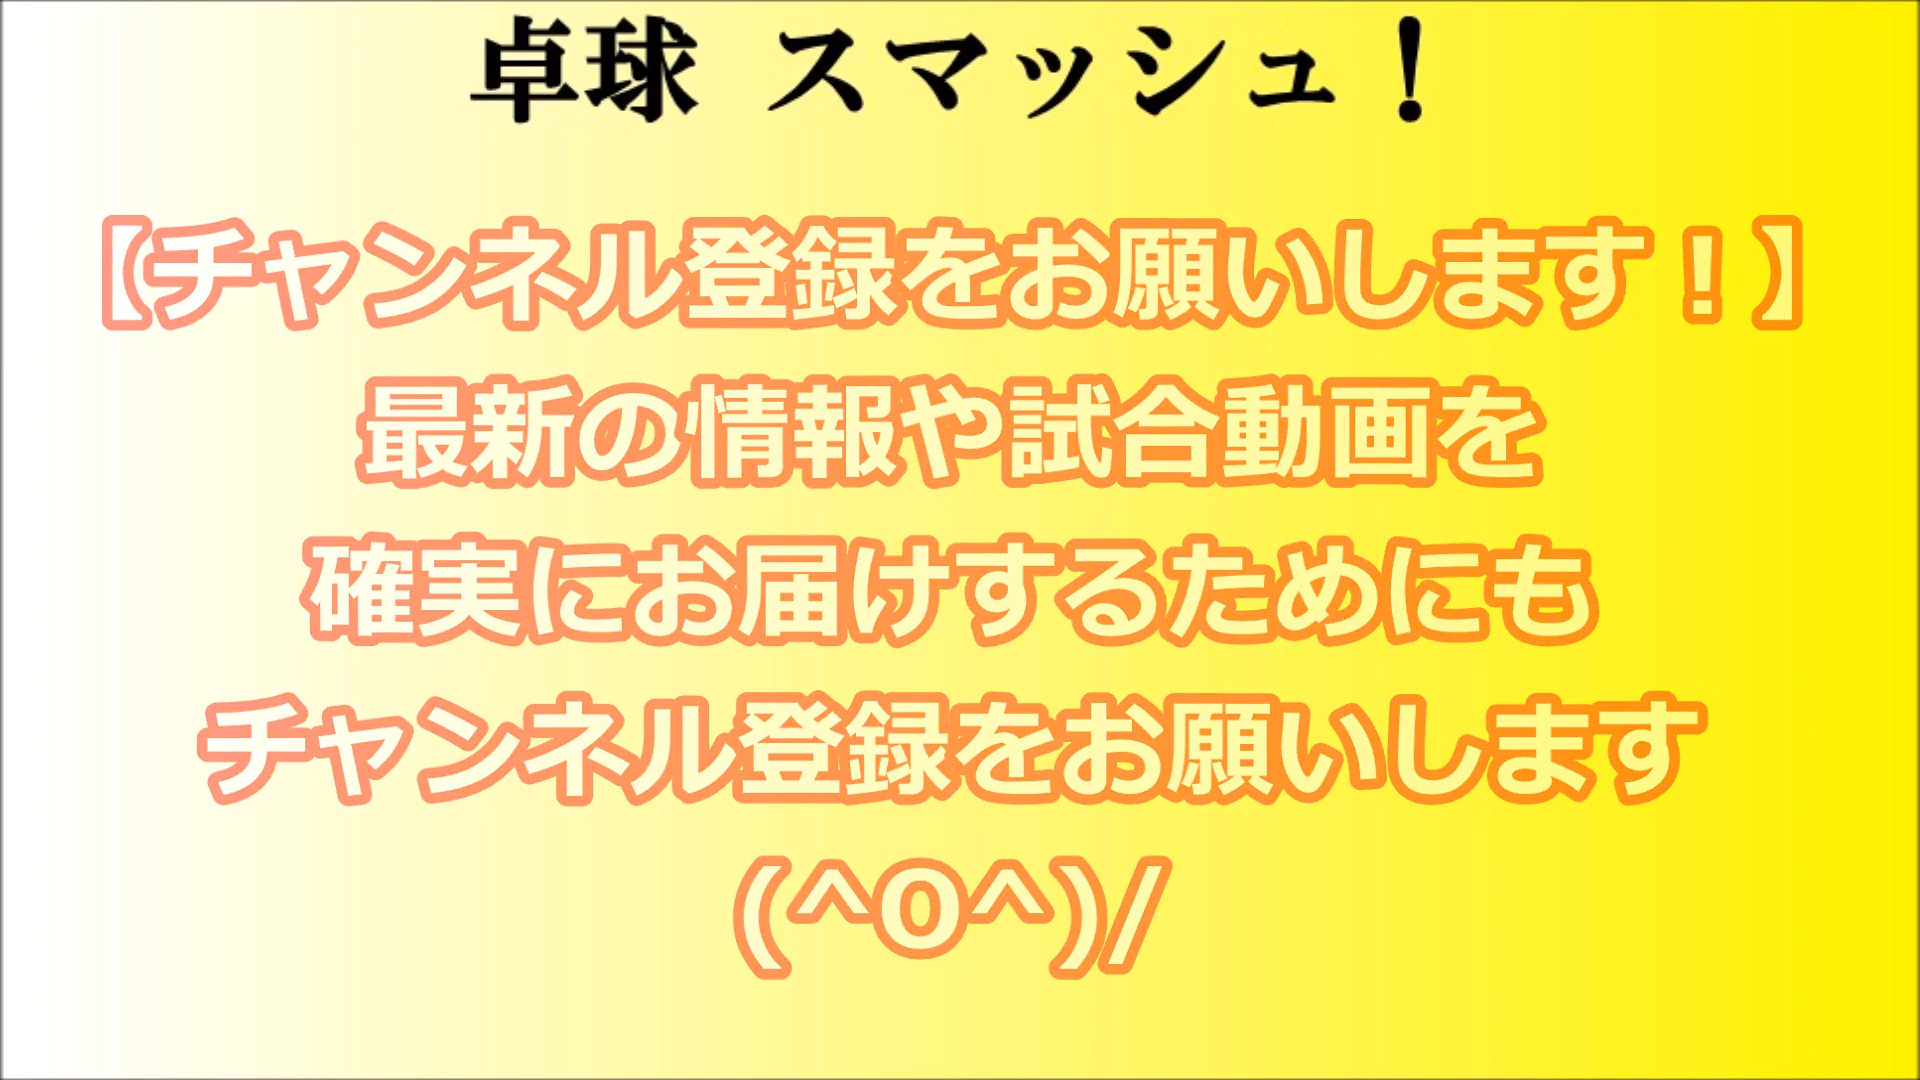 卓球 スマッシュ！
【チャンネル登録をお願いします！】
最新の情報や試合動画を
確実にお届けするためにも
チャンネル登録をお願いします
(^O^)/